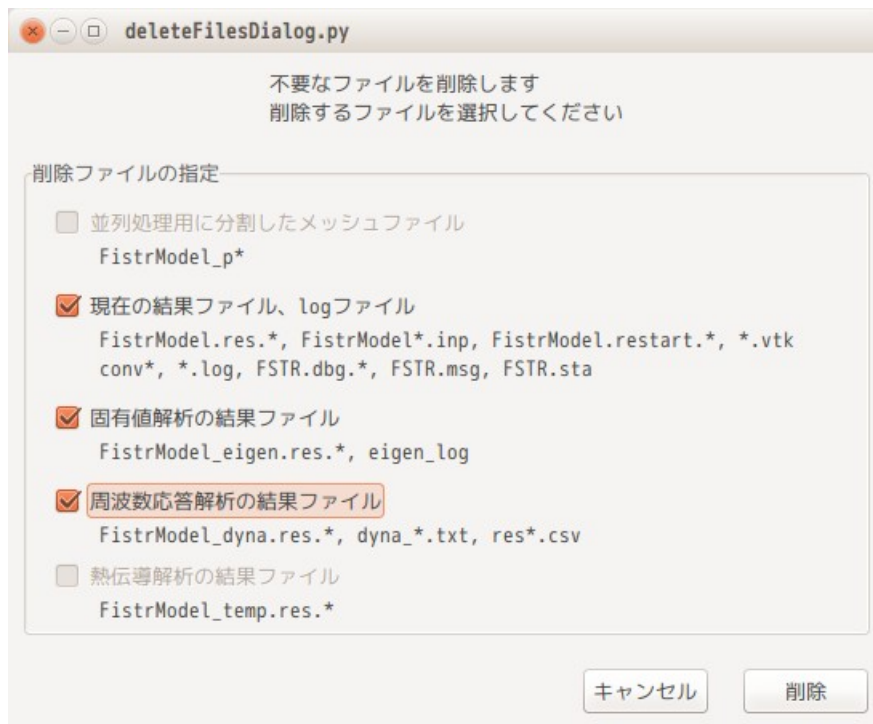 deleteFilesDialog.py
不要なファイルを削除します
削除するファイルを選択してください
削除ファイルの指定
並列処理用に分割したメッシュファイル
FistrModel_p*
現在の結果ファイル、logファイル
FistrModel.res.*, FistrModel*.inp, FistrModel.restart.*, *.vtk
conv*, *.log, FSTR.dbg.*, FSTR.msg, FSTR.sta
固有値解析の結果ファイル
FistrModel_eigen.res.*, eigen_log
周波数応答解析の結果ファイル
FistrModel_dyna.res.*, dyna_*.txt, res*.csv
熱伝導解析の結果ファイル
FistrModel_temp.res.*
キャンセル
削除